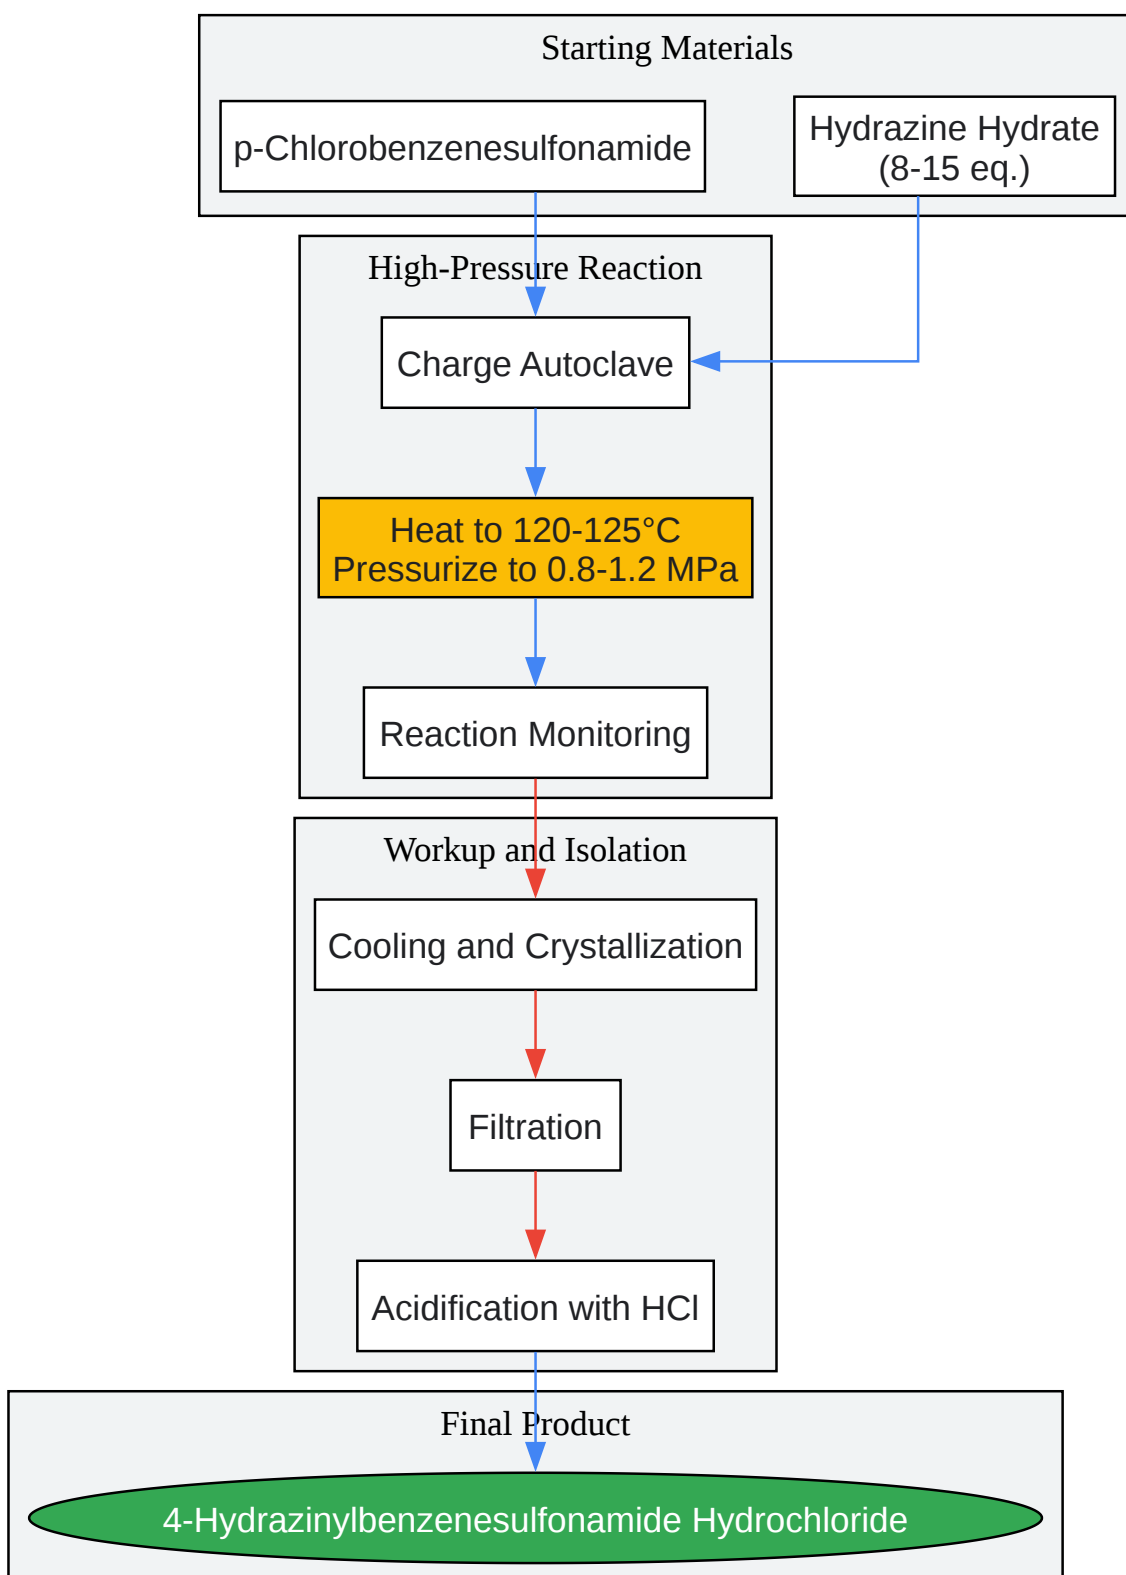 Starting Materials
p-Chlorobenzenesulfonamide
Hydrazine Hydrate
(8-15 eq.)
High-Pressure Reaction
Charge Autoclave
Heat to 120-125°C
Pressurize to 0.8-1.2 MPa
Reaction Monitoring
Workup and Isolation
Cooling and Crystallization
Filtration
Acidification with HCl
Final Product
4-Hydrazinylbenzenesulfonamide Hydrochloride